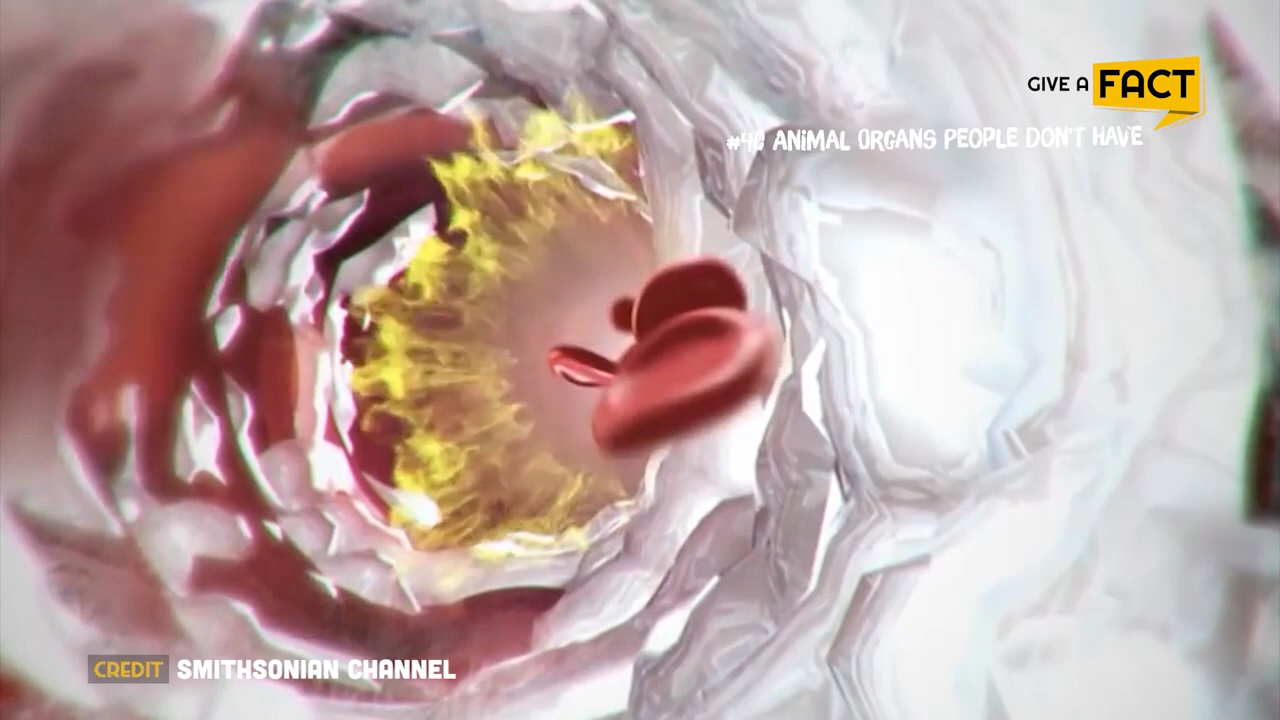 GIVE A FACT
ANIMAL ORGANS PEOPLE DON'T HAVE
CREDIT SMITHSONIAN CHANNEL